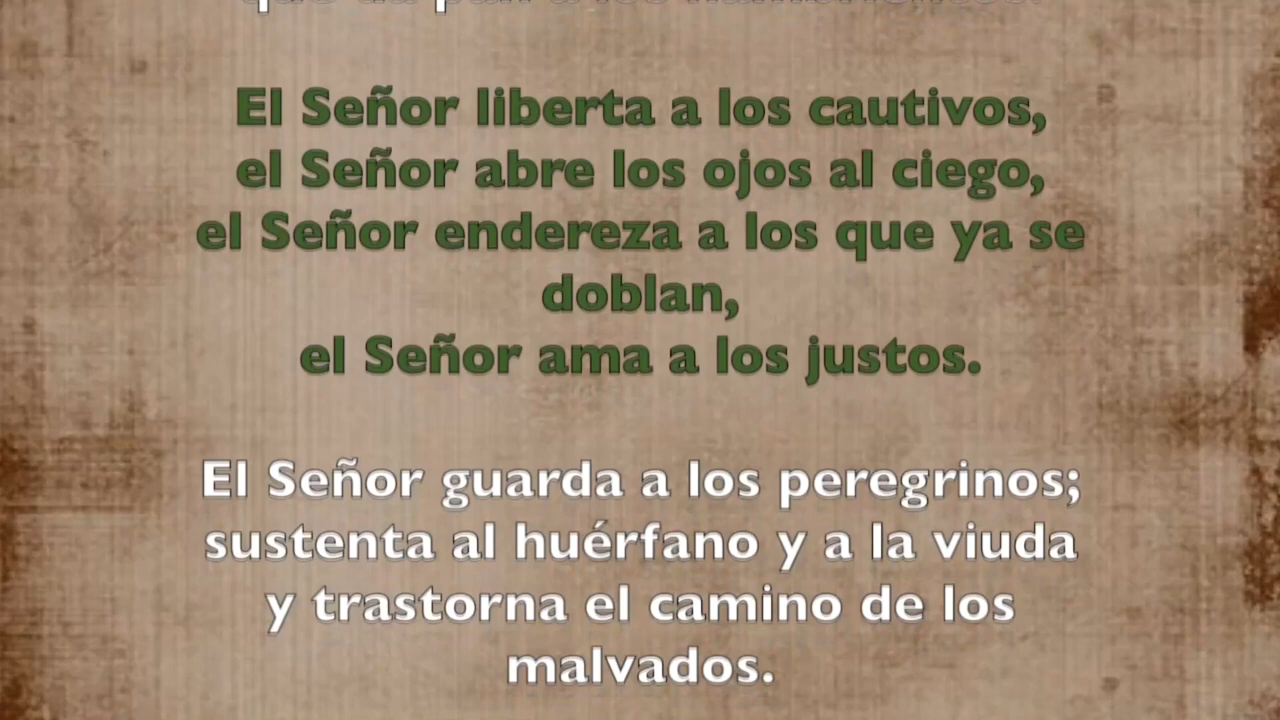 El Señor liberta a los cautivos,
el Señor abre los ojos al ciego,
el Señor endereza a los que ya se
doblan,
el Señor ama a los justos.
El Señor guarda a los peregrinos;
sustenta al huérfano y a la viuda
y trastorna el camino de los
malvados.